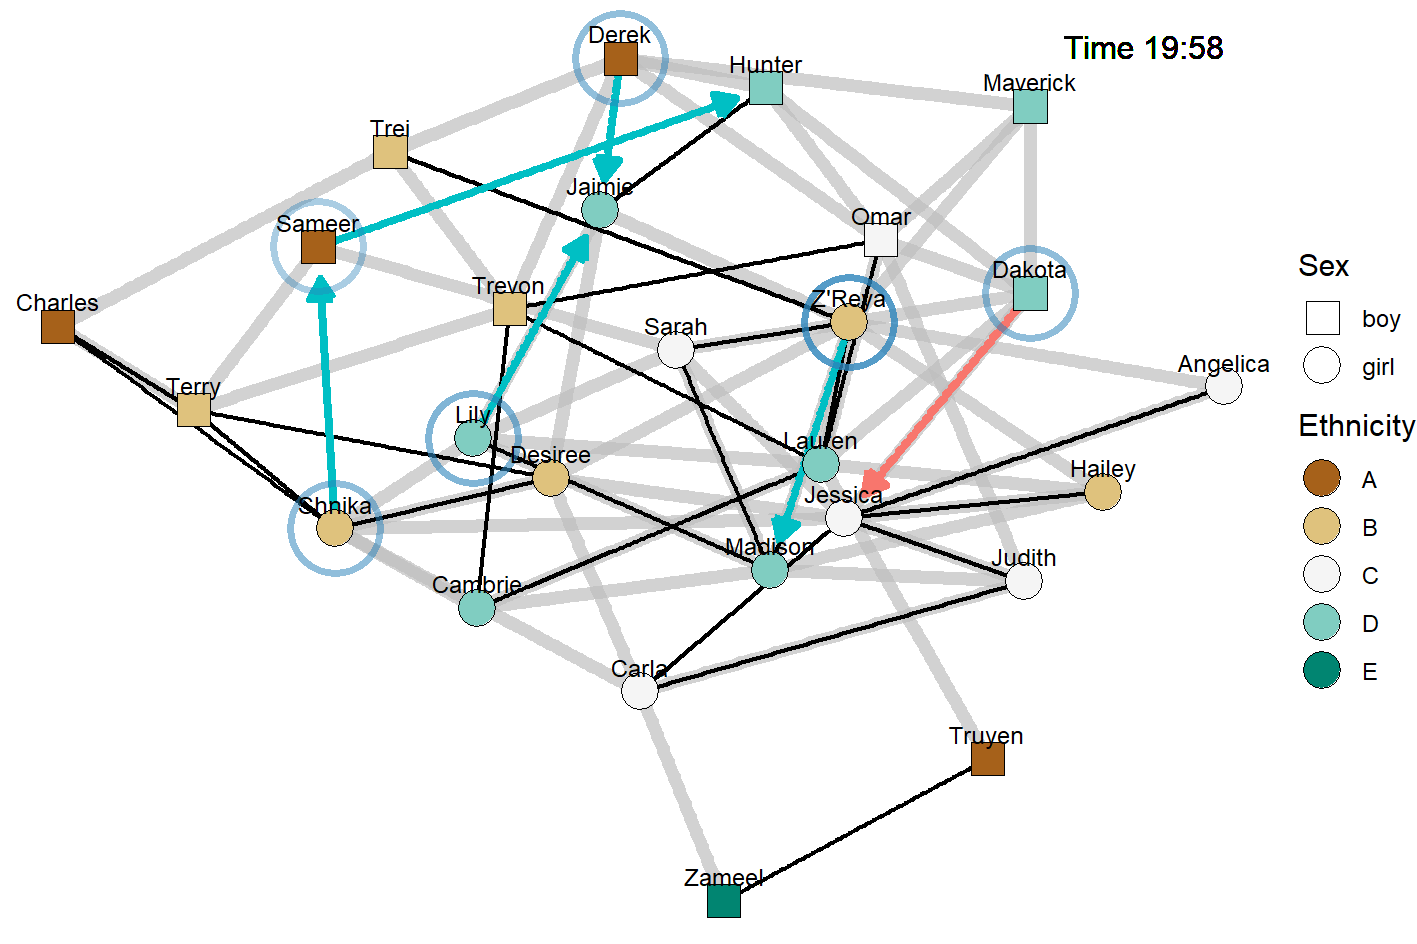 Derek
Time 19:58
Hunter
Maverick
Trei
Jaimie
Omar
Sameer
Dakota
Trevon
Z'Reya
Charles
Sarah
Angelica
Terry
Lily
Lauren
Desiree
Hailey
Jessica
Shnika
Madison
Judith
Cambrie
Carla
Truyen
Zameel
Sex
boy
girl
Ethnicity
A
B
C
D
E